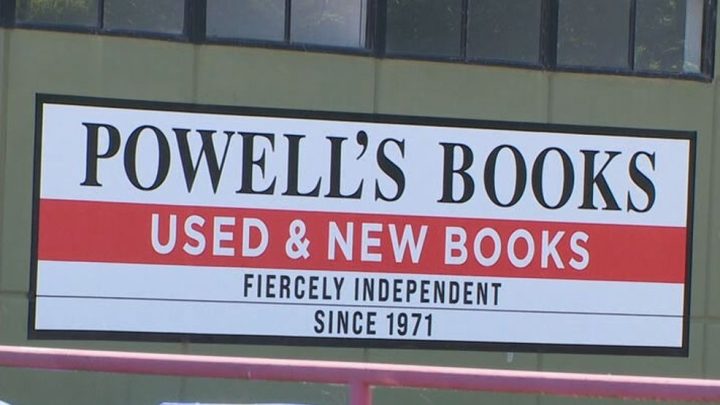 POWELL'S BOOKS
USED & NEW BOOKS
FIERCELY INDEPENDENT
SINCE 1971